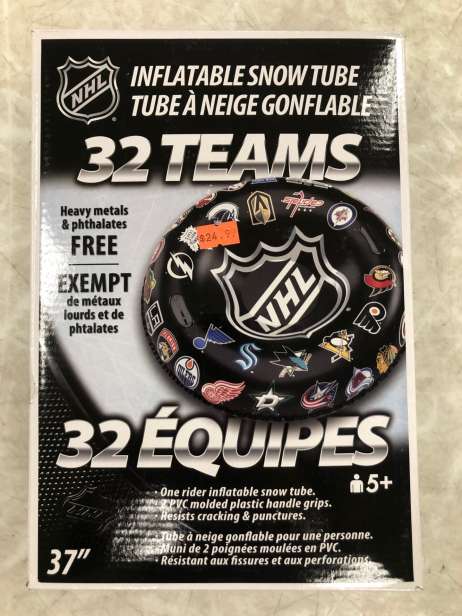 NHL
INFLATABLE SNOW TUBE
TUBE À NEIGE GONFLABLE
32 TEAMS
Heavy metals
& phthalates
FREE
EXEMPT
de métaux
lourds et de
phtalates
$24.97
NHL
32 ÉQUIPES
5+
• One rider inflatable snow tube.
PVC molded plastic handle grips.
Resists cracking & punctures.
• Tube à neige gonflable pour une personne.
Muni de 2 poignées moulées en PVC.
• Résistant aux fissures et aux perforations.
37"